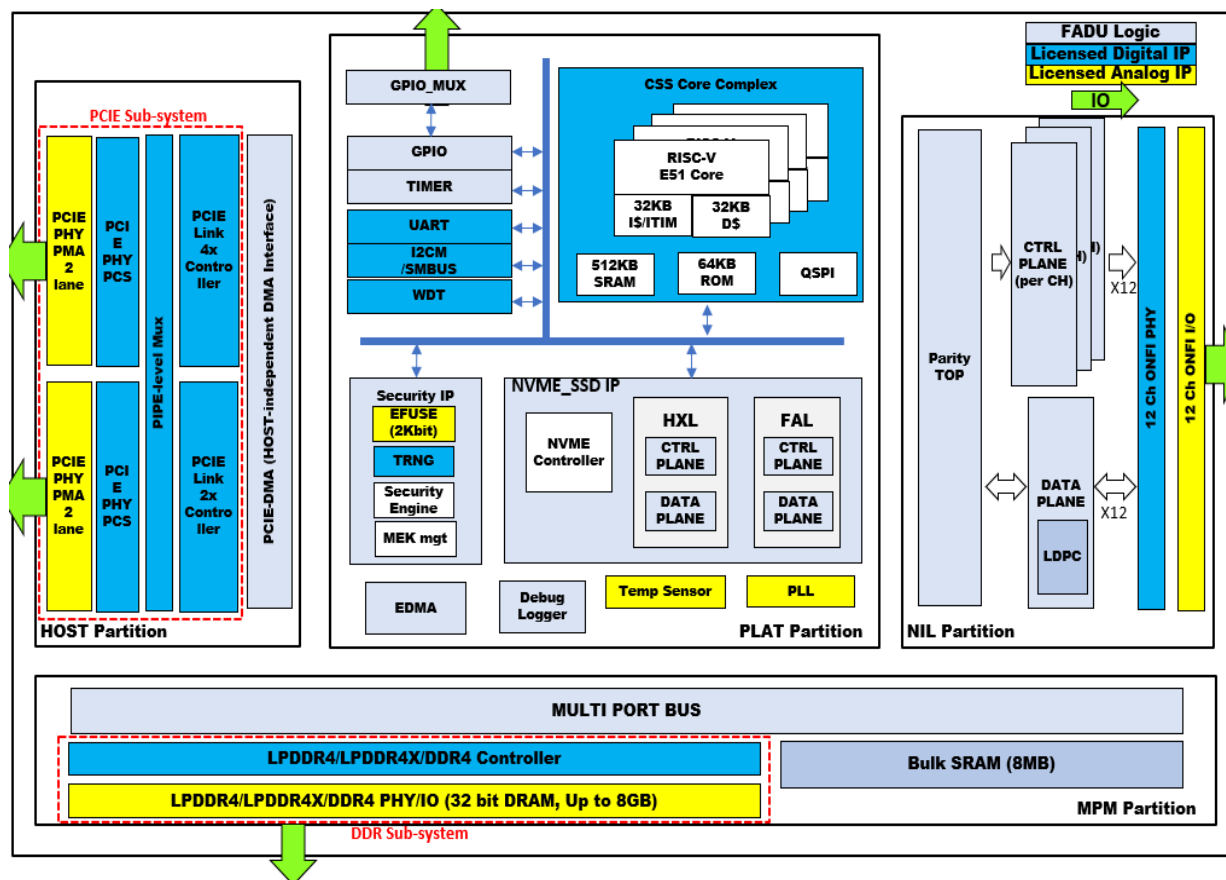 FADU Logic
Licensed Digital IP
Licensed Analog IP
IO
PCIE Sub-system
PCIE
PHY
PMA
2
lane
PCI
E
PHY
PCS
PIPE-level Mux
PCIE
Link
4x
Contro
ller
PCIE-DMA (HOST-independent DMA Interface)
PCIE
PHY
PMA
2
lane
PCI
E
PHY
PCS
PCIE
Link
2x
Contro
ller
HOST Partition
GPIO_MUX
GPIO
TIMER
UART
I2CM
/SMBUS
WDT
CSS Core Complex
RISC-V
E51 Core
32KB
I$/ITIM
32KB
D$
512KB
SRAM
64KB
ROM
QSPI
Security IP
EFUSE
(2Kbit)
TRNG
Security
Engine
MEK mgt
NVME_SSD IP
NVME
Controller
HXL
CTRL
PLANE
DATA
PLANE
FAL
CTRL
PLANE
DATA
PLANE
EDMA
Debug
Logger
Temp Sensor
PLL
PLAT Partition
Parity
TOP
CTRL
PLANE
(per CH)
X12
DATA
PLANE
X12
LDPC
12 Ch ONFI PHY
12 Ch ONFI I/O
NIL Partition
MULTI PORT BUS
LPDDR4/LPDDR4X/DDR4 Controller
Bulk SRAM (8MB)
LPDDR4/LPDDR4X/DDR4 PHY/IO (32 bit DRAM, Up to 8GB)
MPM Partition
DDR Sub-system